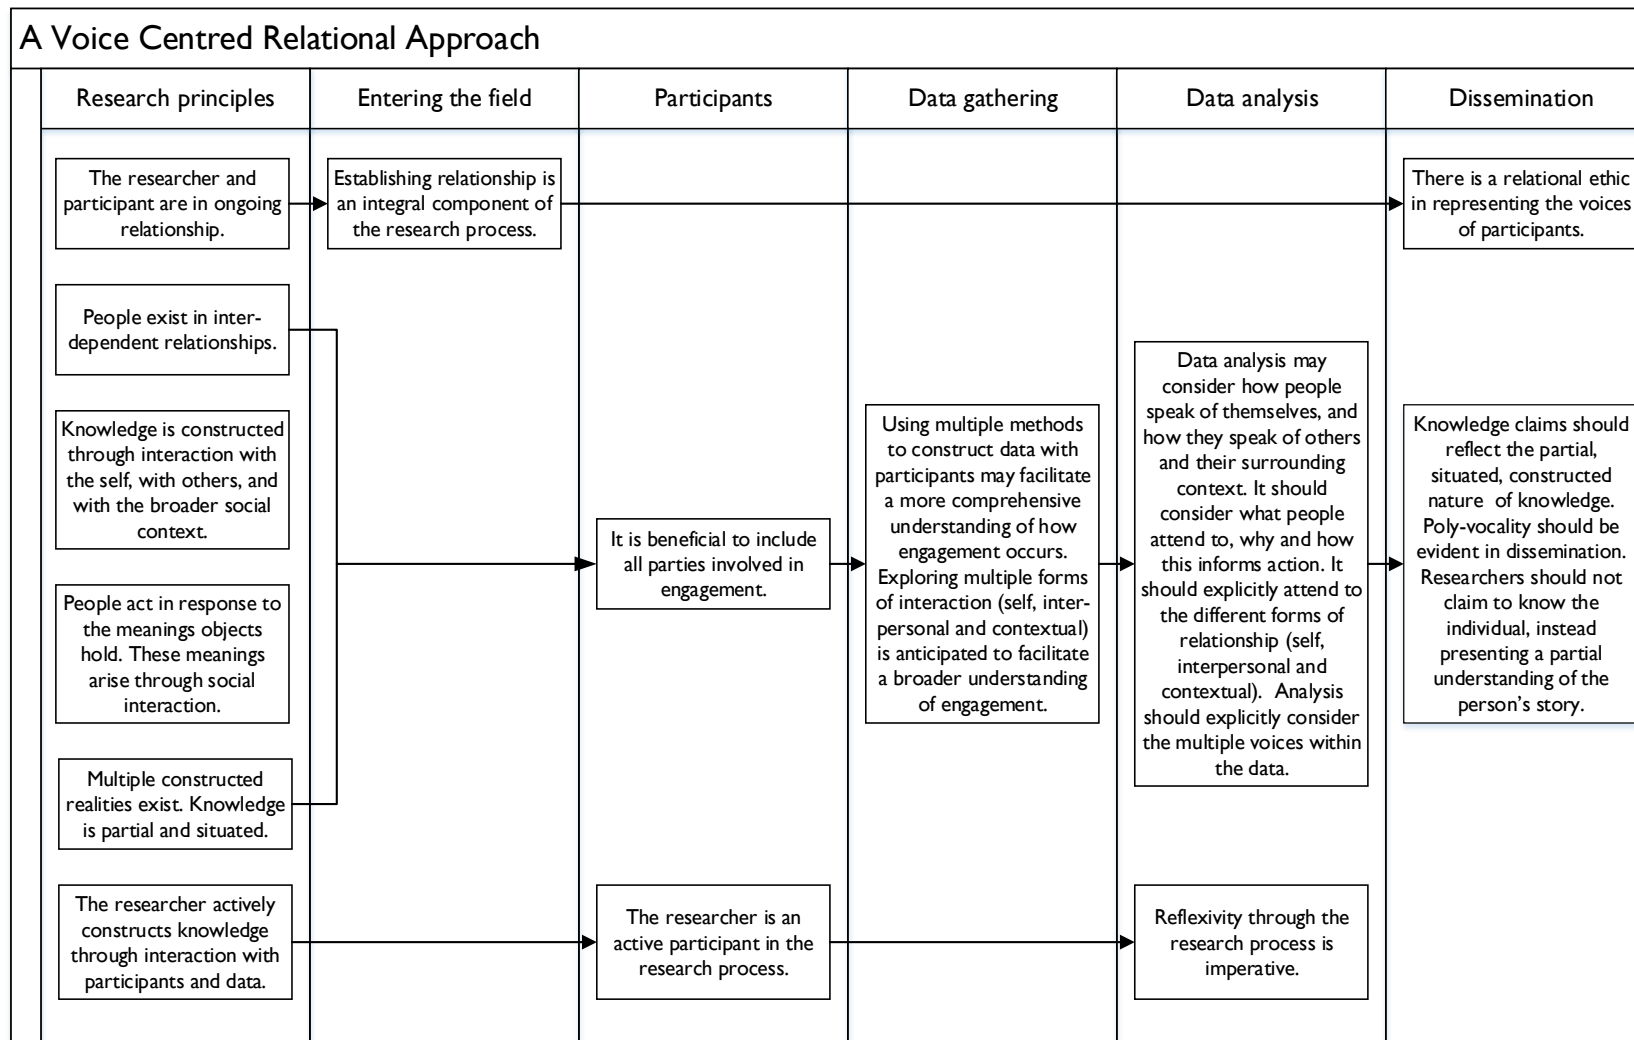 A Voice Centred Relational Approach
Research principles
Entering the field
Participants
Data gathering
Data analysis
Dissemination
The researcher and
participant are in ongoing
relationship.
Establishing relationship is
an integral component of
the research process.
There is a relational ethic
in representing the voices
of participants.
People exist in inter-
dependent relationships.
Knowledge is constructed
through interaction with
the self, with others, and
with the broader social
context.
People act in response to
the meanings objects
hold. These meanings
arise through social
interaction.
Multiple constructed
realities exist. Knowledge
is partial and situated.
It is beneficial to include
all parties involved in
engagement.
Using multiple methods
to construct data with
participants may facilitate
a more comprehensive
understanding of how
engagement occurs.
Exploring multiple forms
of interaction (self, inter-
personal and contextual)
is anticipated to facilitate
a broader understanding
of engagement.
Data analysis may
consider how people
speak of themselves, and
how they speak of others
and their surrounding
context. It should
consider what people
attend to, why and how
this informs action. It
should explicitly attend to
the different forms of
relationship (self,
interpersonal and
contextual).  Analysis
should explicitly consider
the multiple voices within
the data.
Knowledge claims should
reflect the partial,
situated, constructed
nature  of knowledge.
Poly-vocality should be
evident in dissemination.
Researchers should not
claim to know the
individual, instead
presenting a partial
understanding of the
person’s story.
The researcher actively
constructs knowledge
through interaction with
participants and data.
The researcher is an
active participant in the
research process.
Reflexivity through the
research process is
imperative.